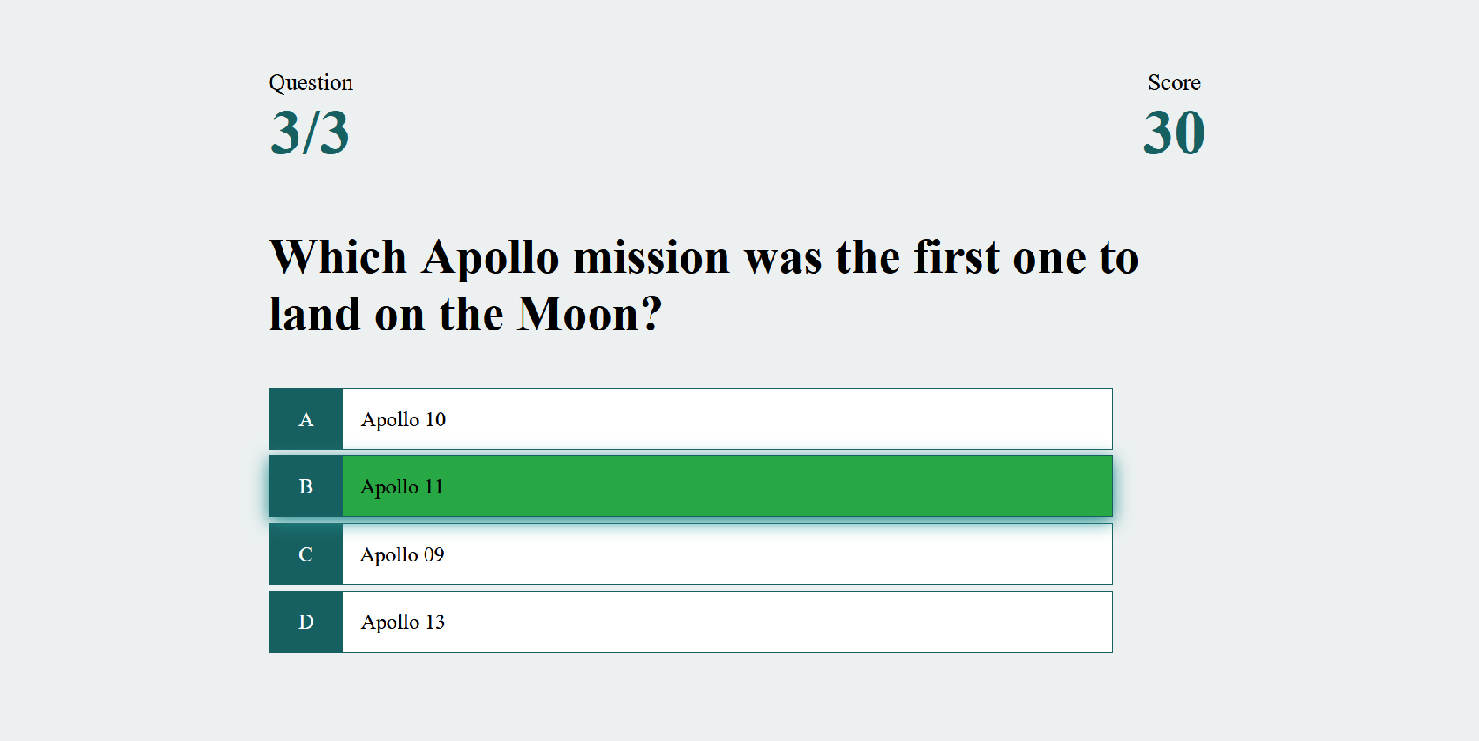 Question
3/3
Score
30
Which Apollo mission was the first one to
land on the Moon?
A Apollo 10
B Apollo 11
C Apollo 09
D Apollo 13